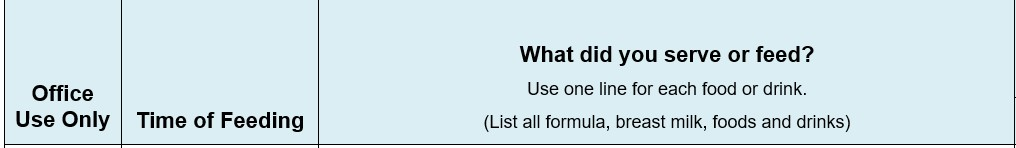 Office
Use Only
Time of Feeding
What did you serve or feed?
Use one line for each food or drink.
(List all formula, breast milk, foods and drinks)